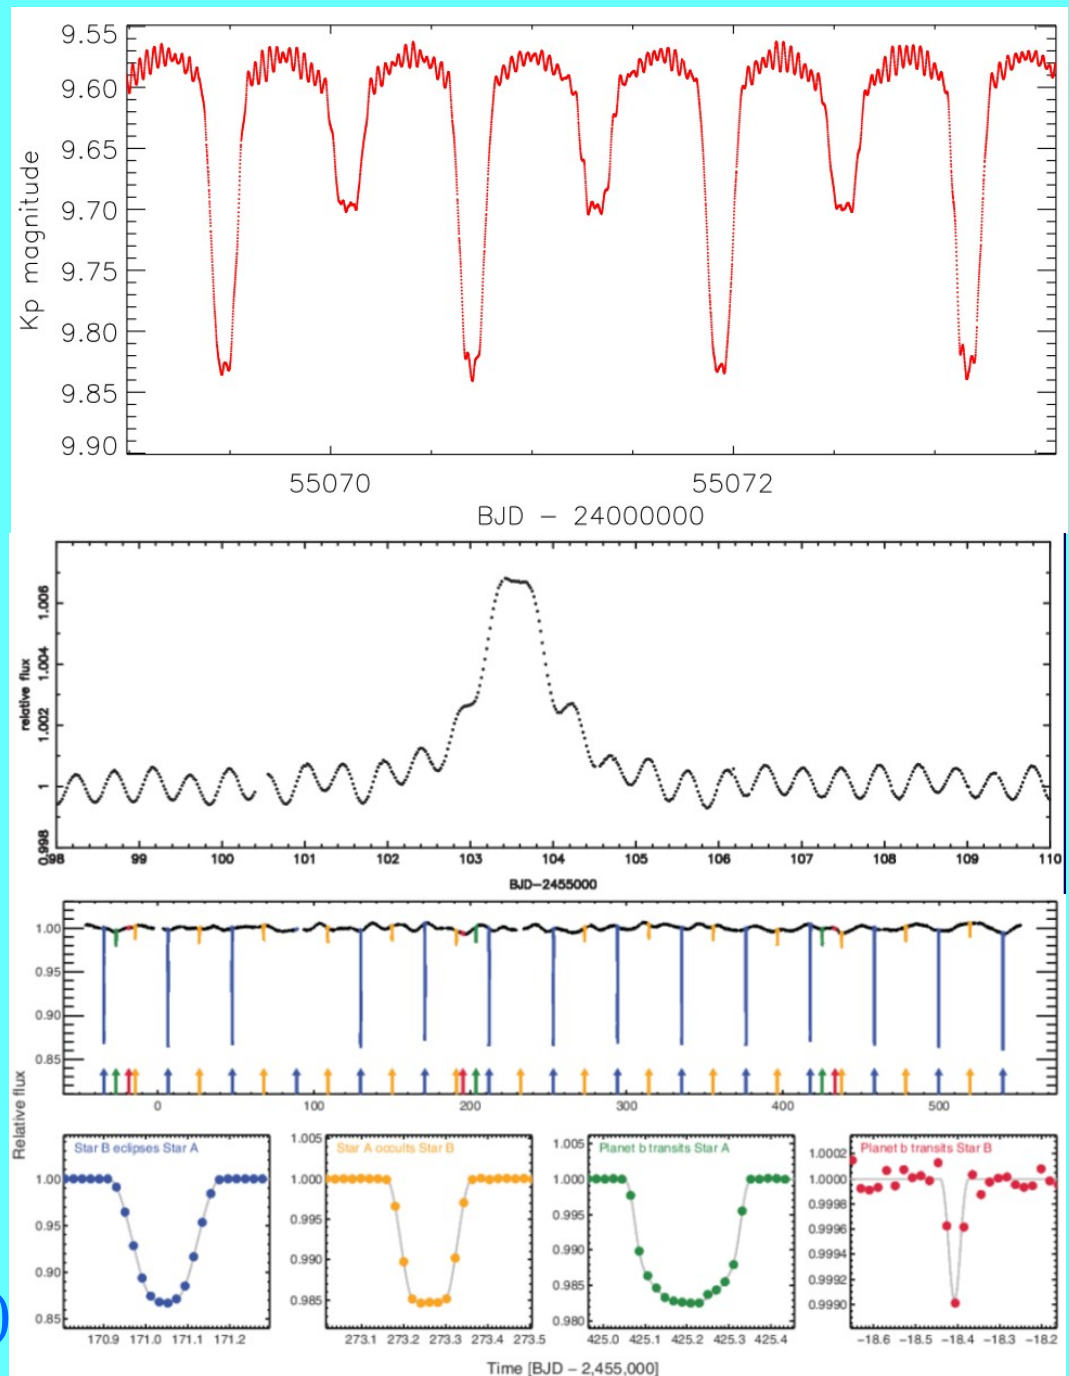 9.55
9.60
9.65
9.70
9.75
9.80
9.85
9.90
Kp magnitude
55070 55072
BJD – 24000000
1.006
1.004
1.002
1
0.998
relative flux
98 99 100 101 102 103 104 105 106 107 108 109 110
BJD–2455000
1.00
0.95
0.90
0.85
0 100 200 300 400 500
Relative flux
Star B eclipses Star A
1.00
0.95
0.90
0.85
170.9 171.0 171.1 171.2
Star A occults Star B
1.005
1.000
0.995
0.990
0.985
273.1 273.2 273.3 273.4 273.5
Planet b transits Star A
1.005
1.000
0.995
0.990
0.985
0.980
425.0 425.1 425.2 425.3 425.4
Planet b transits Star B
1.0002
1.0000
0.9998
0.9996
0.9994
0.9992
0.9990
−18.6 −18.5 −18.4 −18.3 −18.2
Time [BJD – 2,455,000]